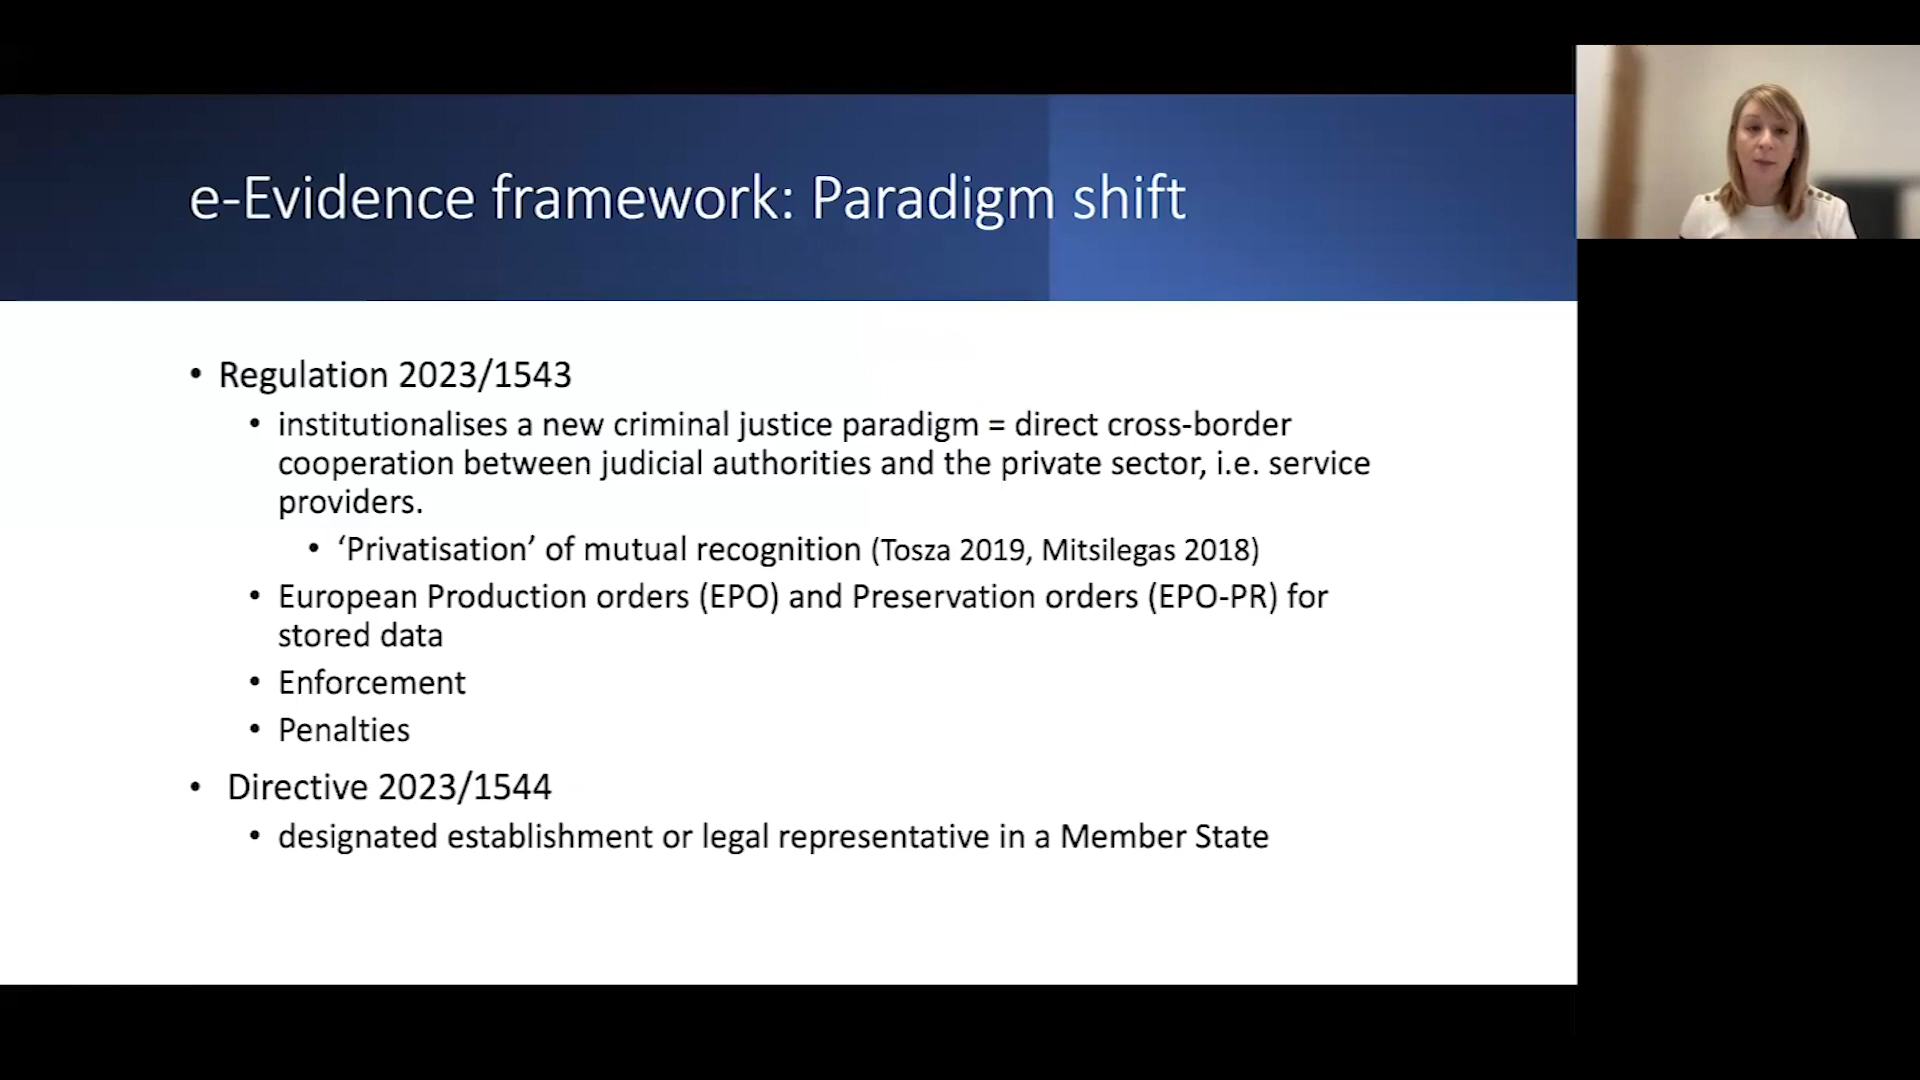 e-Evidence framework: Paradigm shift
• Regulation 2023/1543
• institutionalises a new criminal justice paradigm = direct cross-border
cooperation between judicial authorities and the private sector, i.e. service
providers.
• ‘Privatisation’ of mutual recognition (Tosza 2019, Mitsilegas 2018)
• European Production orders (EPO) and Preservation orders (EPO-PR) for
stored data
• Enforcement
• Penalties
• Directive 2023/1544
• designated establishment or legal representative in a Member State